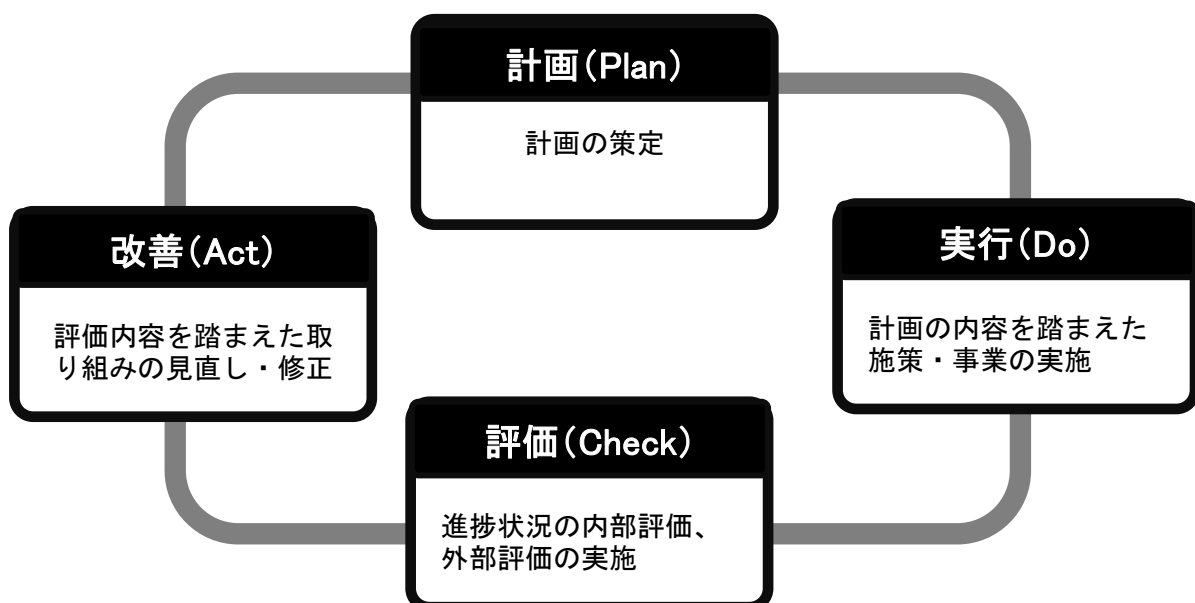 計画(Plan)
計画の策定
実行(Do)
計画の内容を踏まえた
施策・事業の実施
評価(Check)
進捗状況の内部評価、
外部評価の実施
改善(Act)
評価内容を踏まえた取
り組みの見直し・修正